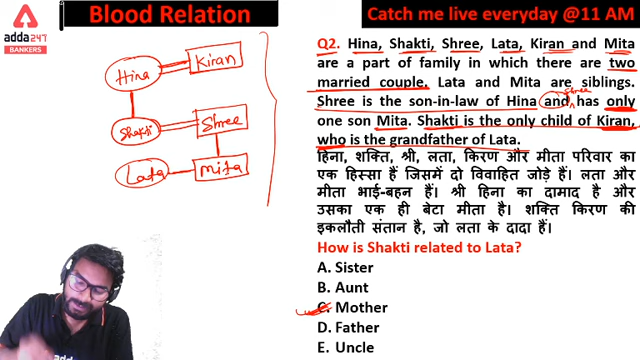 Blood Relation
Catch me live everyday @11 AM
adda247
BANKERS
Hina
Kiran
Shakti
Shree
Lata
Mita
Q2. Hina, Shakti, Shree, Lata, Kiran and Mita
are a part of family in which there are two
married couple. Lata and Mita are siblings.
Shree
Shree is the son-in-law of Hina and has only
one son Mita. Shakti is the only child of Kiran,
who is the grandfather of Lata.
हिना, शक्ति, श्री, लता, किरण और मीता परिवार का
एक हिस्सा हैं जिसमें दो विवाहित जोड़े हैं। लता और
मीता भाई-बहन हैं। श्री हिना का दामाद है और
उसका एक ही बेटा मीता है। शक्ति किरण की
इकलौती संतान है, जो लता के दादा हैं।
How is Shakti related to Lata?
A. Sister
B. Aunt
C. Mother
D. Father
E. Uncle